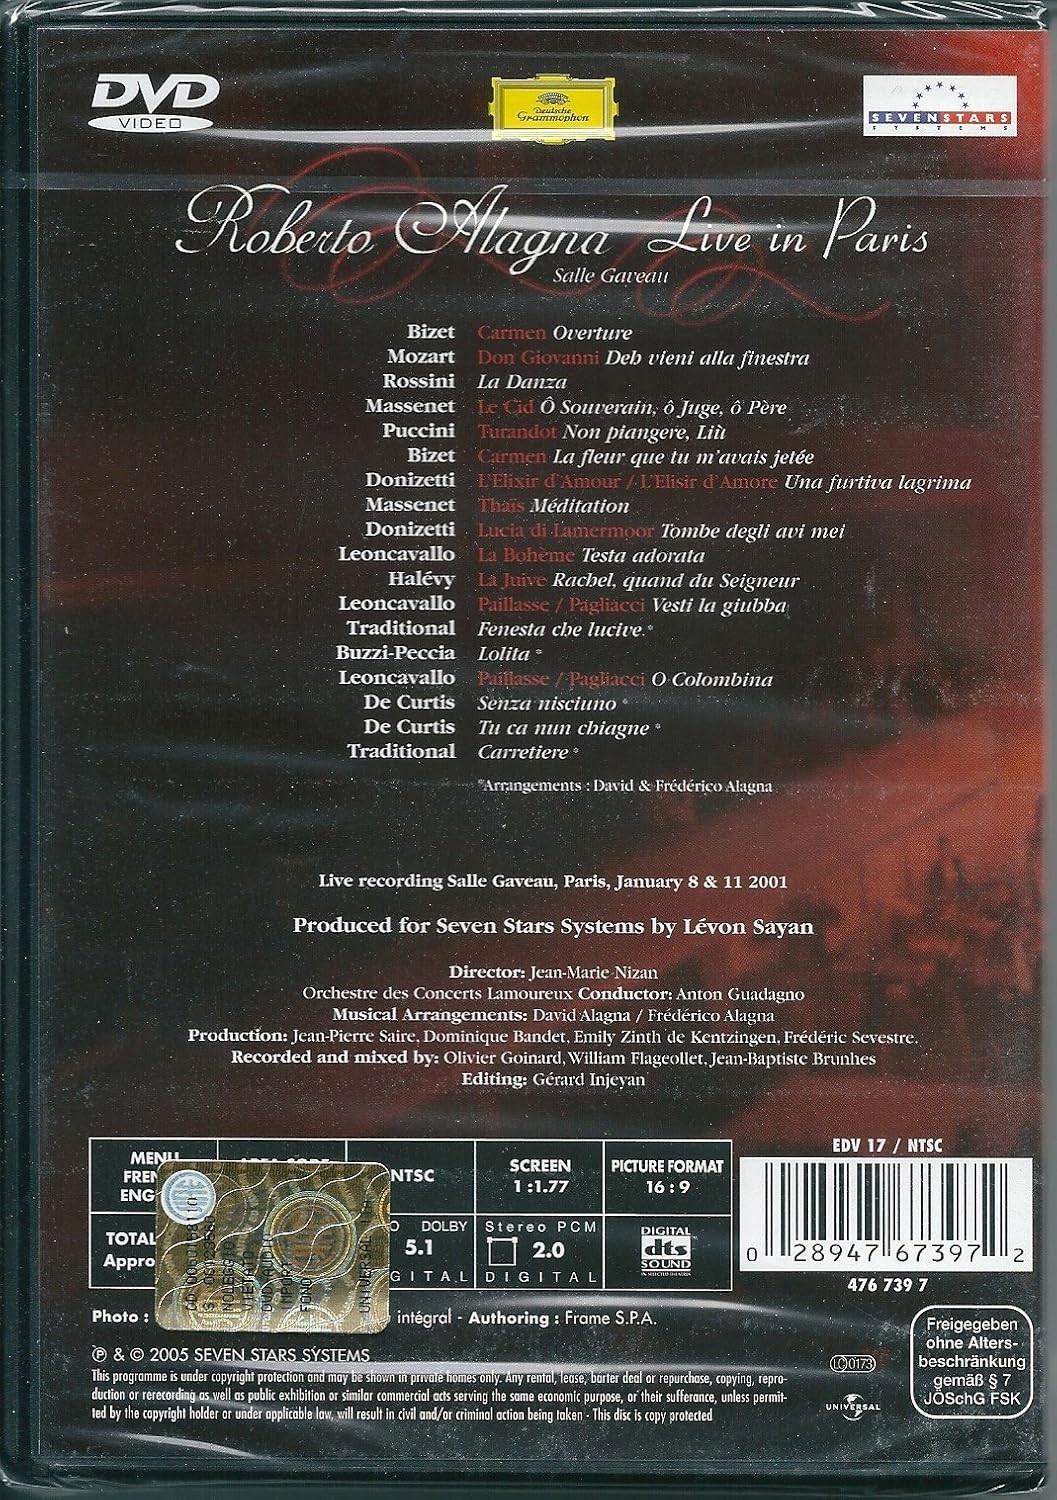 DVD
VIDEO
Deutsche
Grammophon
SEVENSTARS
SYSTEMS
Roberto Alagna Live in Paris
Salle Gaveau
Bizet Carmen Overture
Mozart Don Giovanni Deh vieni alla finestra
Rossini La Danza
Massenet Le Cid Ô Souverain, ô Juge, ô Père
Puccini Turandot Non piangere, Liù
Bizet Carmen La fleur que tu m'avais jetée
Donizetti L'Elixir d'Amour / L'Elisir d'Amore Una furtiva lagrima
Massenet Thaïs Méditation
Donizetti Lucia di Lamermoor Tombe degli avi mei
Leoncavallo La Bohème Testa adorata
Halévy La Juive Rachel, quand du Seigneur
Leoncavallo Paillasse / Pagliacci Vesti la giubba
Traditional Fenesta che lucive *
Buzzi-Peccia Lolita *
Leoncavallo Paillasse / Pagliacci O Colombina
De Curtis Senza nisciuno *
De Curtis Tu ca nun chiagne *
Traditional Carretiere *
*Arrangements : David & Frédérico Alagna
Live recording Salle Gaveau, Paris, January 8 & 11 2001
Produced for Seven Stars Systems by Lévon Sayan
Director: Jean-Marie Nizan
Orchestre des Concerts Lamoureux Conductor: Anton Guadagno
Musical Arrangements: David Alagna / Frédérico Alagna
Production: Jean-Pierre Saire, Dominique Bandet, Emily Zinth de Kentzingen, Frédéric Sevestre.
Recorded and mixed by: Olivier Goinard, William Flageollet, Jean-Baptiste Brunhes
Editing: Gérard Injeyan
EDV 17 / NTSC
MENU
NTSC
SCREEN
1:1.77
PICTURE FORMAT
16:9
TOTAL
DOLBY
5.1
Stereo PCM
2.0
DIGITAL
DIGITAL
dts
SOUND
0 28947 67397 2
476 739 7
Photo :
intégral - Authoring : Frame S.P.A.
℗ & © 2005 SEVEN STARS SYSTEMS
This programme is under copyright protection and may be shown in private homes only. Any rental, lease, barter deal or repurchase, copying, repro-
duction or rerecording as well as public exhibition or similar commercial acts serving the same economic purpose, or their sufferance, unless permit-
ted by the copyright holder or under applicable law, will result in civil and/or criminal action being taken - This disc is copy protected
LC 0173
UNIVERSAL
Freigegeben
ohne Alters-
beschränkung
gemäß § 7
JÖSchG FSK